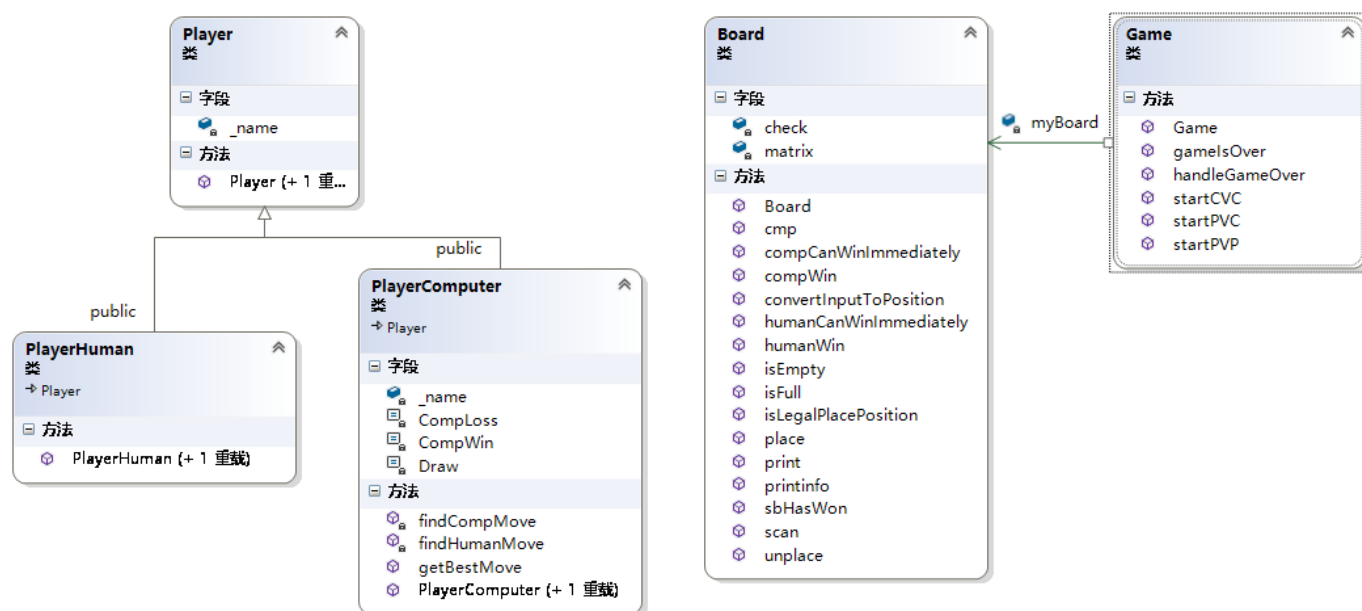 Player
类
字段
_name
方法
Player (+ 1 重...
public
public
PlayerHuman
类
Player
方法
PlayerHuman (+ 1 重载)
PlayerComputer
类
Player
字段
_name
CompLoss
CompWin
Draw
方法
findCompMove
findHumanMove
getBestMove
PlayerComputer (+ 1 重载)
Board
类
字段
check
matrix
方法
Board
cmp
compCanWinImmediately
compWin
convertInputToPosition
humanCanWinImmediately
humanWin
isEmpty
isFull
isLegalPlacePosition
place
print
printinfo
sbHasWon
scan
unplace
myBoard
Game
类
方法
Game
gameIsOver
handleGameOver
startCVC
startPVC
startPVP